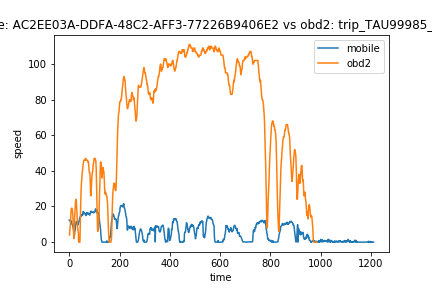 e: AC2EE03A-DDFA-48C2-AFF3-77226B9406E2 vs obd2: trip_TAU99985_
mobile
obd2
speed
100
80
60
40
20
0
0 200 400 600 800 1000 1200
time